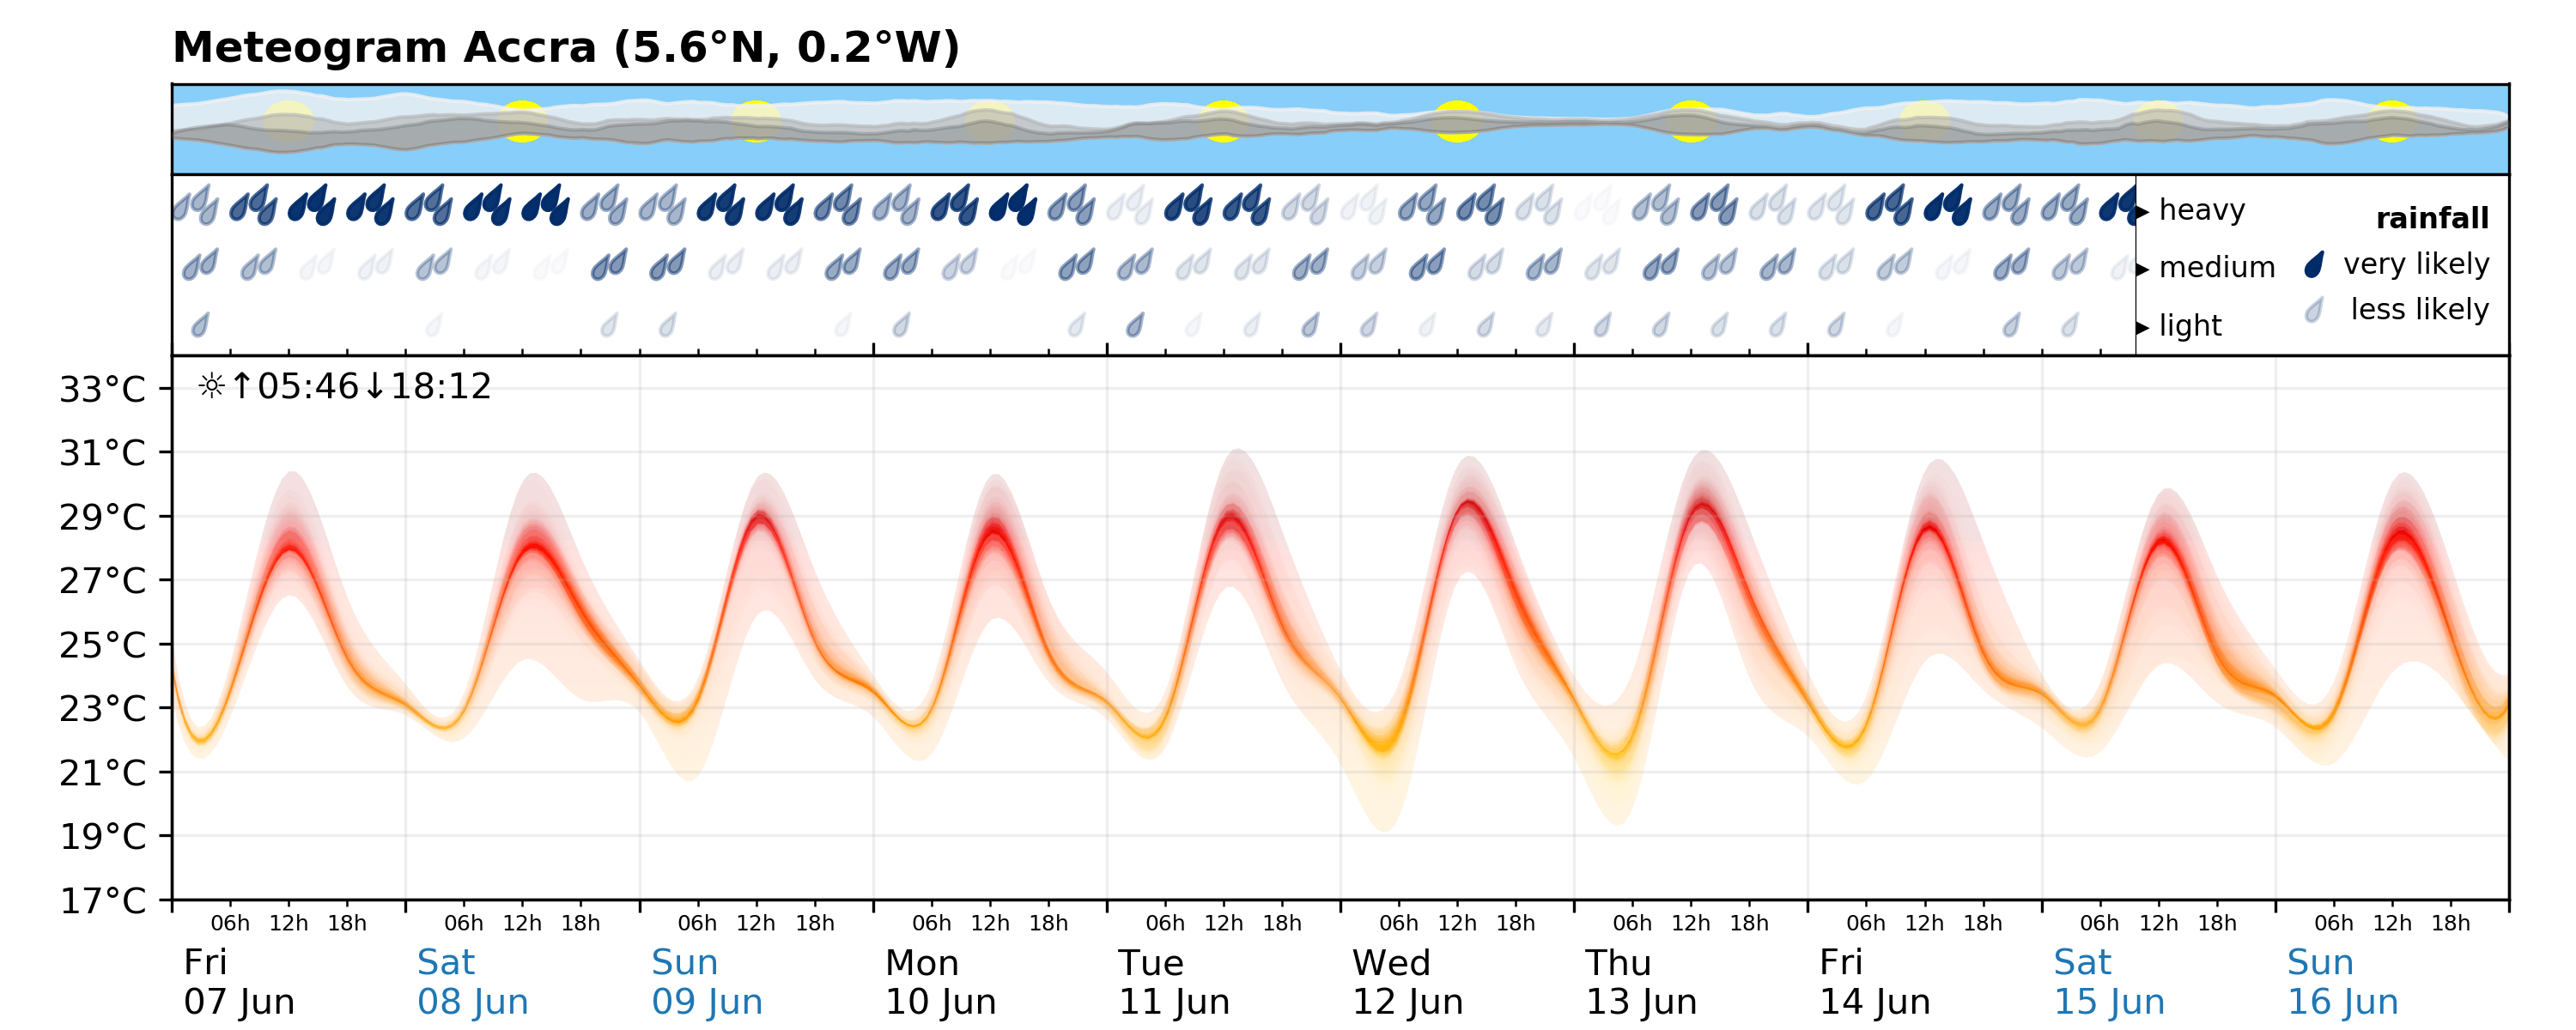 Meteogram Accra (5.6°N, 0.2°W)
▸ heavy
rainfall
▸ medium
very likely
less likely
▸ light
☼↑05:46↓18:12
33°C
31°C
29°C
27°C
25°C
23°C
21°C
19°C
17°C
06h 12h 18h 06h 12h 18h 06h 12h 18h 06h 12h 18h 06h 12h 18h 06h 12h 18h 06h 12h 18h 06h 12h 18h 06h 12h 18h 06h 12h 18h
Fri Sat Sun Mon Tue Wed Thu Fri Sat Sun
07 Jun 08 Jun 09 Jun 10 Jun 11 Jun 12 Jun 13 Jun 14 Jun 15 Jun 16 Jun